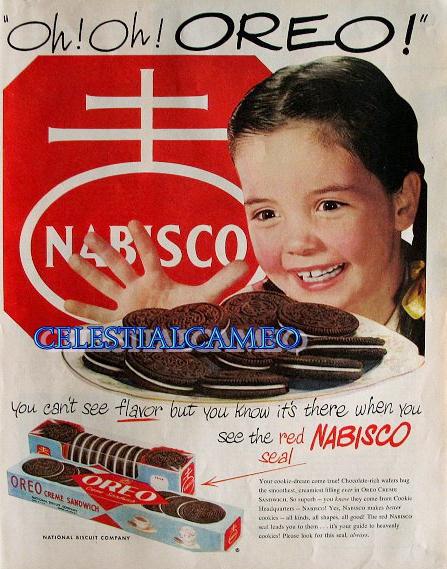 "Oh! Oh! OREO!"
NABISCO
CELESTIALCAMEO
You can't see flavor but you know it's there when you
see the red NABISCO
seal
Your cookie-dream come true! Chocolate-rich wafers hug
the smoothest, creamiest filling ever in OREO CREME
SANDWICH. So superb — you know they come from Cookie
Headquarters — NABISCO! Yes, NABISCO makes better
cookies — all kinds, all shapes, all good! The red NABISCO
seal leads you to them . . . it's your guide to heavenly
cookies! Please look for this seal, always.
OREO
OREO CREME SANDWICH
NATIONAL BISCUIT COMPANY
NATIONAL BISCUIT COMPANY